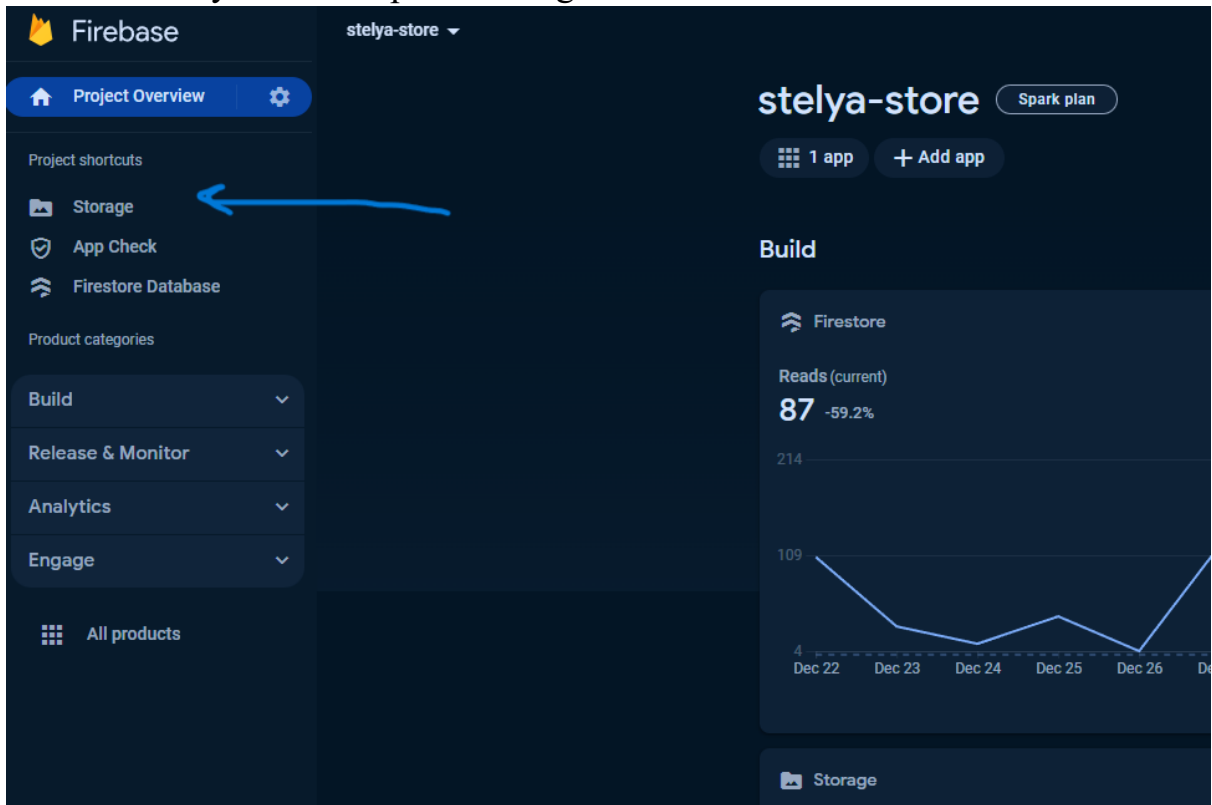 Firebase
stelya-store
Project Overview
Project shortcuts
Storage
App Check
Firestore Database
Product categories
Build
Release & Monitor
Analytics
Engage
All products
stelya-store Spark plan
1 app + Add app
Build
Firestore
Reads (current)
87 -59.2%
214
109
4
Dec 22 Dec 23 Dec 24 Dec 25 Dec 26 De
Storage